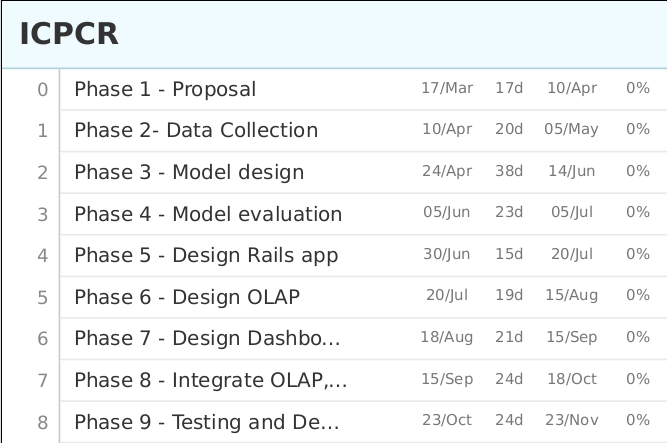 ICPCR
0 Phase 1 - Proposal 17/Mar 17d 10/Apr 0%
1 Phase 2- Data Collection 10/Apr 20d 05/May 0%
2 Phase 3 - Model design 24/Apr 38d 14/Jun 0%
3 Phase 4 - Model evaluation 05/Jun 23d 05/Jul 0%
4 Phase 5 - Design Rails app 30/Jun 15d 20/Jul 0%
5 Phase 6 - Design OLAP 20/Jul 19d 15/Aug 0%
6 Phase 7 - Design Dashbo... 18/Aug 21d 15/Sep 0%
7 Phase 8 - Integrate OLAP,... 15/Sep 24d 18/Oct 0%
8 Phase 9 - Testing and De... 23/Oct 24d 23/Nov 0%